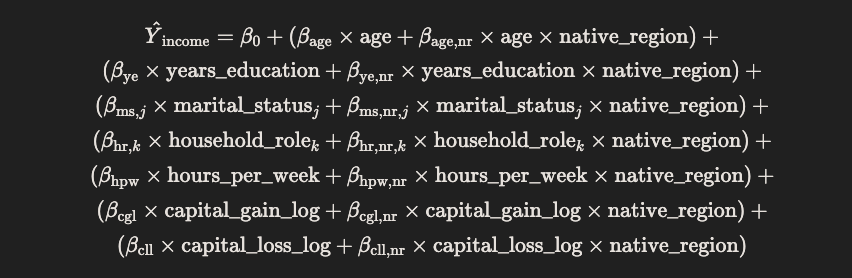 Ŷ_income = β_0 + (β_age × age + β_age,nr × age × native_region) +
(β_ye × years_education + β_ye,nr × years_education × native_region) +
(β_ms,j × marital_status_j + β_ms,nr,j × marital_status_j × native_region) +
(β_hr,k × household_role_k + β_hr,nr,k × household_role_k × native_region) +
(β_hpw × hours_per_week + β_hpw,nr × hours_per_week × native_region) +
(β_cgl × capital_gain_log + β_cgl,nr × capital_gain_log × native_region) +
(β_cll × capital_loss_log + β_cll,nr × capital_loss_log × native_region)